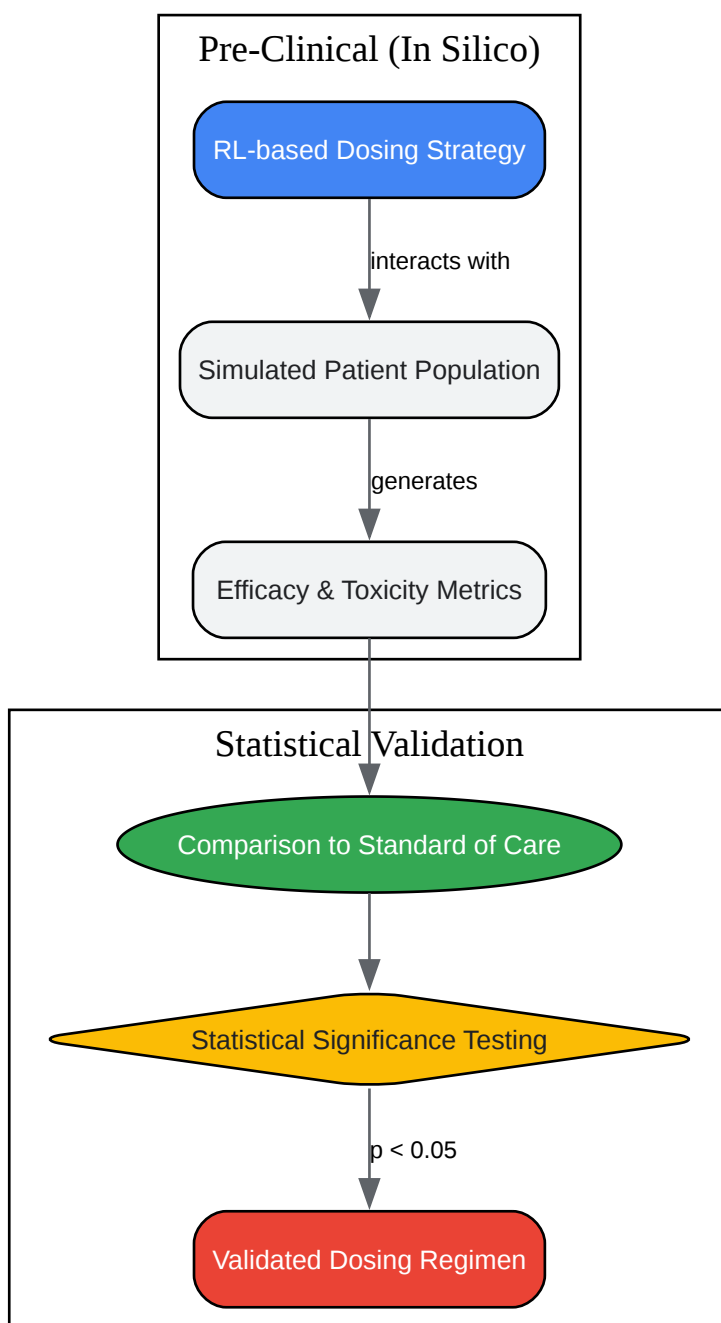 Pre-Clinical (In Silico)
RL-based Dosing Strategy
interacts with
Simulated Patient Population
generates
Efficacy & Toxicity Metrics
Statistical Validation
Comparison to Standard of Care
Statistical Significance Testing
p < 0.05
Validated Dosing Regimen